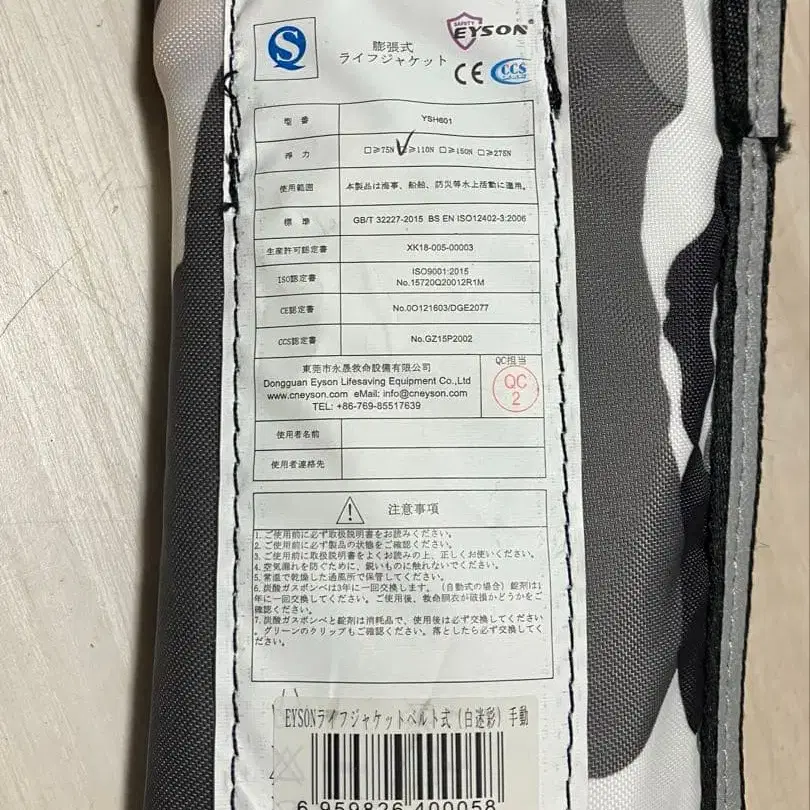 S
SAFETY
EYSON®
膨張式
ライフジャケット
CE CCS
型番 YSH601
浮力 □≥75N ☑≥110N □≥150N □≥275N
使用範囲 本製品は海事、船舶、防災等水上活動に適用。
標準 GB/T 32227-2015 BS EN ISO12402-3:2006
生産許可認定書 XK18-005-00003
ISO認定書 ISO9001:2015
No.15720Q20012R1M
CE認定書 No.0O121603/DGE2077
CCS認定書 No.GZ15P2002
東莞市永晟救命設備有限公司
Dongguan Eyson Lifesaving Equipment Co.,Ltd
www.cneyson.com eMail: info@cneyson.com
TEL: +86-769-85517639
QC担当
QC
2
使用者名前
使用者連絡先
注意事項
1.ご使用前に必ず取扱説明書をお読みください。
2.ご使用前に必ず製品の状態をご確認ください。
3.ご使用前に取扱説明書をよくお読みの上、正しくお使いください。
4.空気漏れを防ぐために、鋭いものに触れないでください。
5.常温で乾燥した通風所で保管してください。
6.炭酸ガスボンベは3年に一回交換します。（自動式の場合）錠剤は1
年に一回交換してください。ご使用後、救命胴衣が破損かどうかをご
確認ください。
7.炭酸ガスボンベと錠剤は消耗品で、使用後は必ず交換してください
。グリーンのクリップもご確認ください。落としたら必ず交換してく
ださい。
EYSONライフジャケットベルト式（白迷彩）手動
6 959826 400058